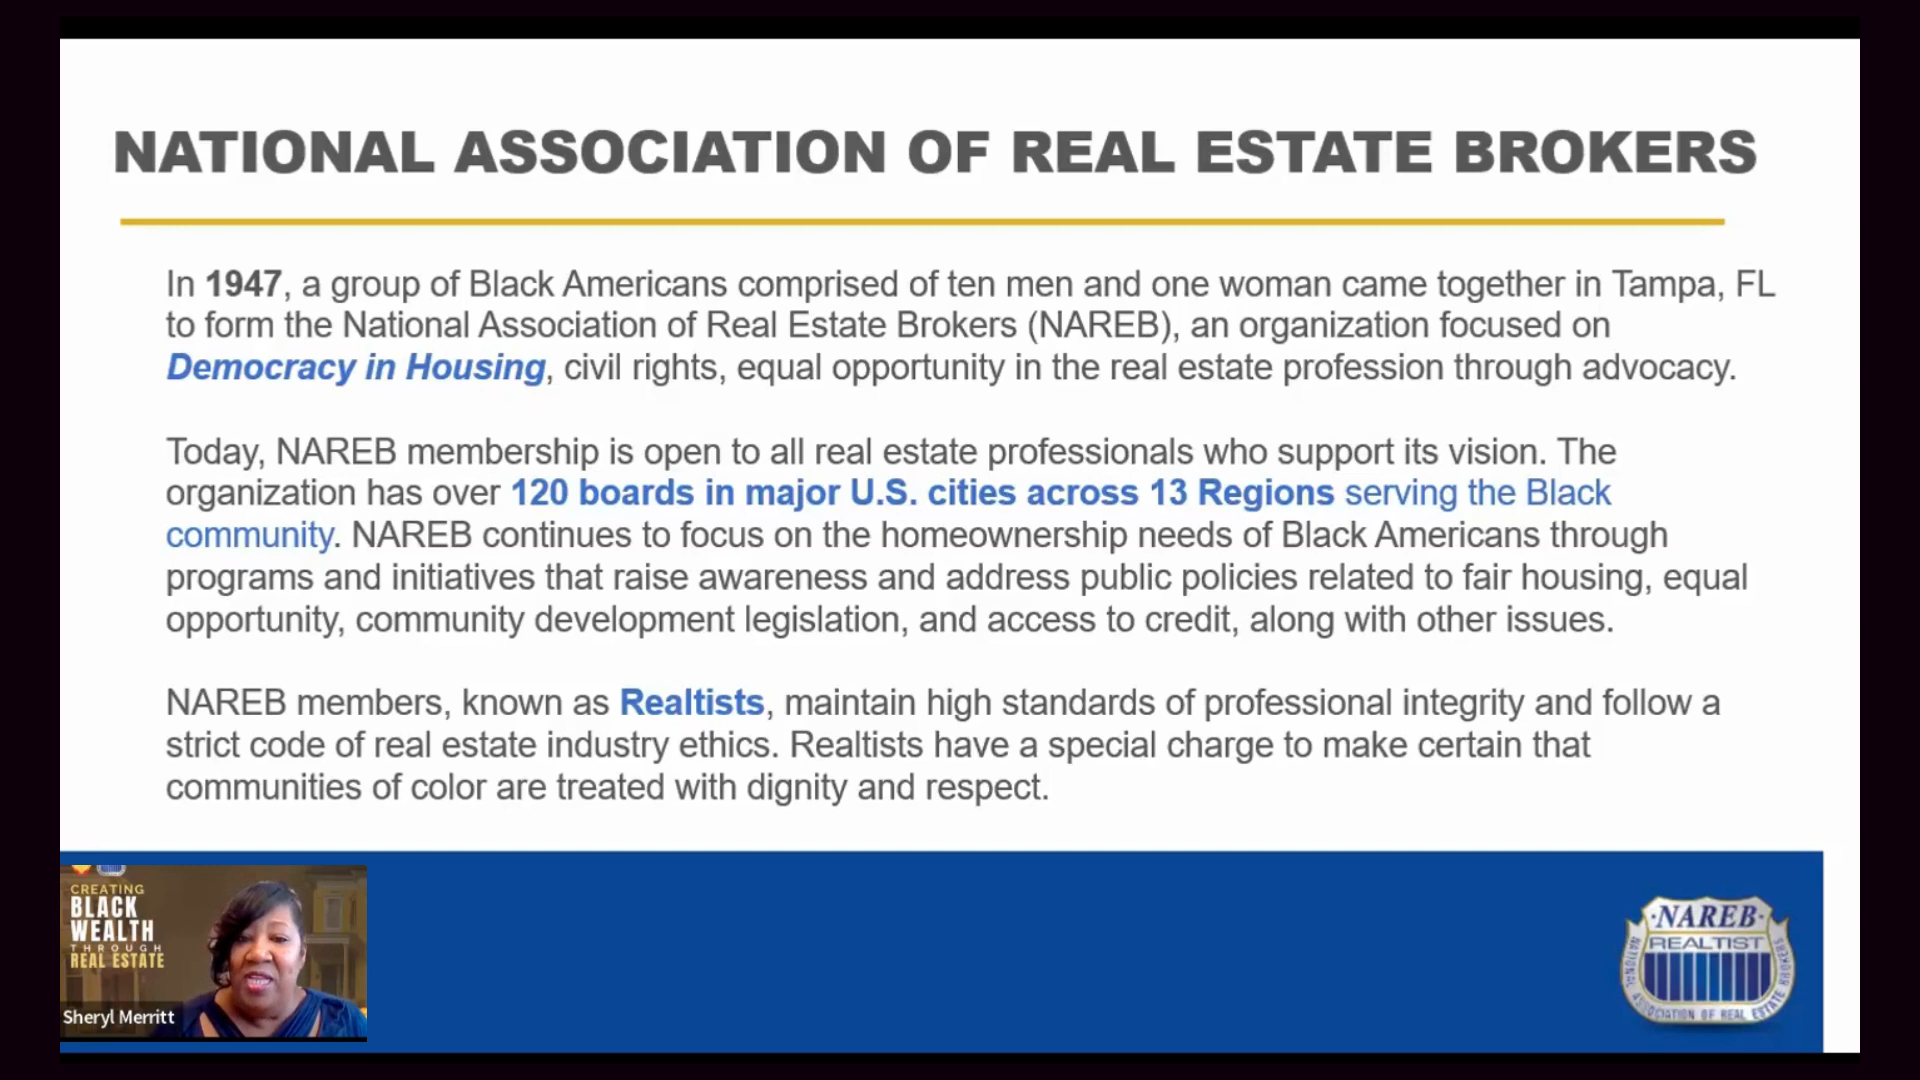 NATIONAL ASSOCIATION OF REAL ESTATE BROKERS
In 1947, a group of Black Americans comprised of ten men and one woman came together in Tampa, FL
to form the National Association of Real Estate Brokers (NAREB), an organization focused on
Democracy in Housing, civil rights, equal opportunity in the real estate profession through advocacy.
Today, NAREB membership is open to all real estate professionals who support its vision. The
organization has over 120 boards in major U.S. cities across 13 Regions serving the Black
community. NAREB continues to focus on the homeownership needs of Black Americans through
programs and initiatives that raise awareness and address public policies related to fair housing, equal
opportunity, community development legislation, and access to credit, along with other issues.
NAREB members, known as Realtists, maintain high standards of professional integrity and follow a
strict code of real estate industry ethics. Realtists have a special charge to make certain that
communities of color are treated with dignity and respect.
CREATING
BLACK
WEALTH
THROUGH
REAL ESTATE
Sheryl Merritt
·NAREB·
REALTIST
NATIONAL ASSOCIATION OF REAL ESTATE BROKERS